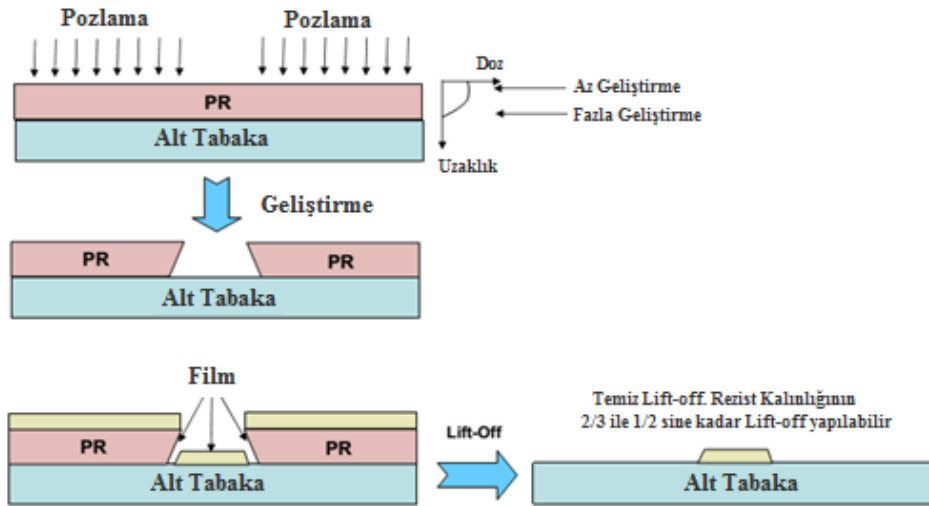 Pozlama
Pozlama
PR
Alt Tabaka
Doz
Az Geliştirme
Fazla Geliştirme
Uzaklık
Geliştirme
PR
PR
Alt Tabaka
Film
PR
PR
Alt Tabaka
Lift-Off
Temiz Lift-off. Rezist Kalınlığının
2/3 ile 1/2 sine kadar Lift-off yapılabilir
Alt Tabaka